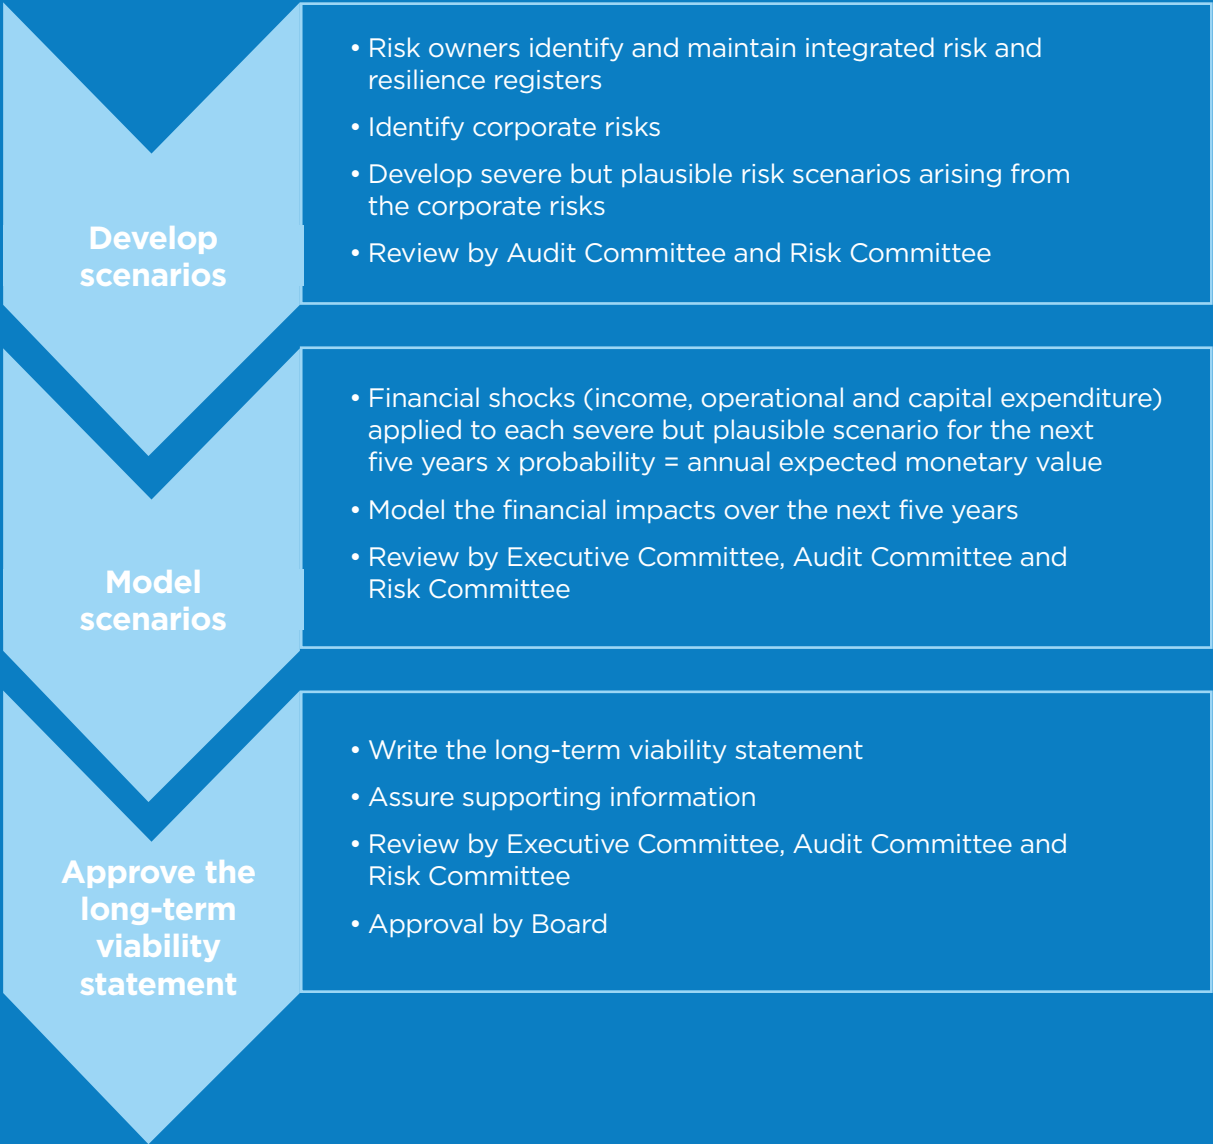 Develop
scenarios
• Risk owners identify and maintain integrated risk and
resilience registers
• Identify corporate risks
• Develop severe but plausible risk scenarios arising from
the corporate risks
• Review by Audit Committee and Risk Committee
Model
scenarios
• Financial shocks (income, operational and capital expenditure)
applied to each severe but plausible scenario for the next
five years x probability = annual expected monetary value
• Model the financial impacts over the next five years
• Review by Executive Committee, Audit Committee and
Risk Committee
Approve the
long-term
viability
statement
• Write the long-term viability statement
• Assure supporting information
• Review by Executive Committee, Audit Committee and
Risk Committee
• Approval by Board